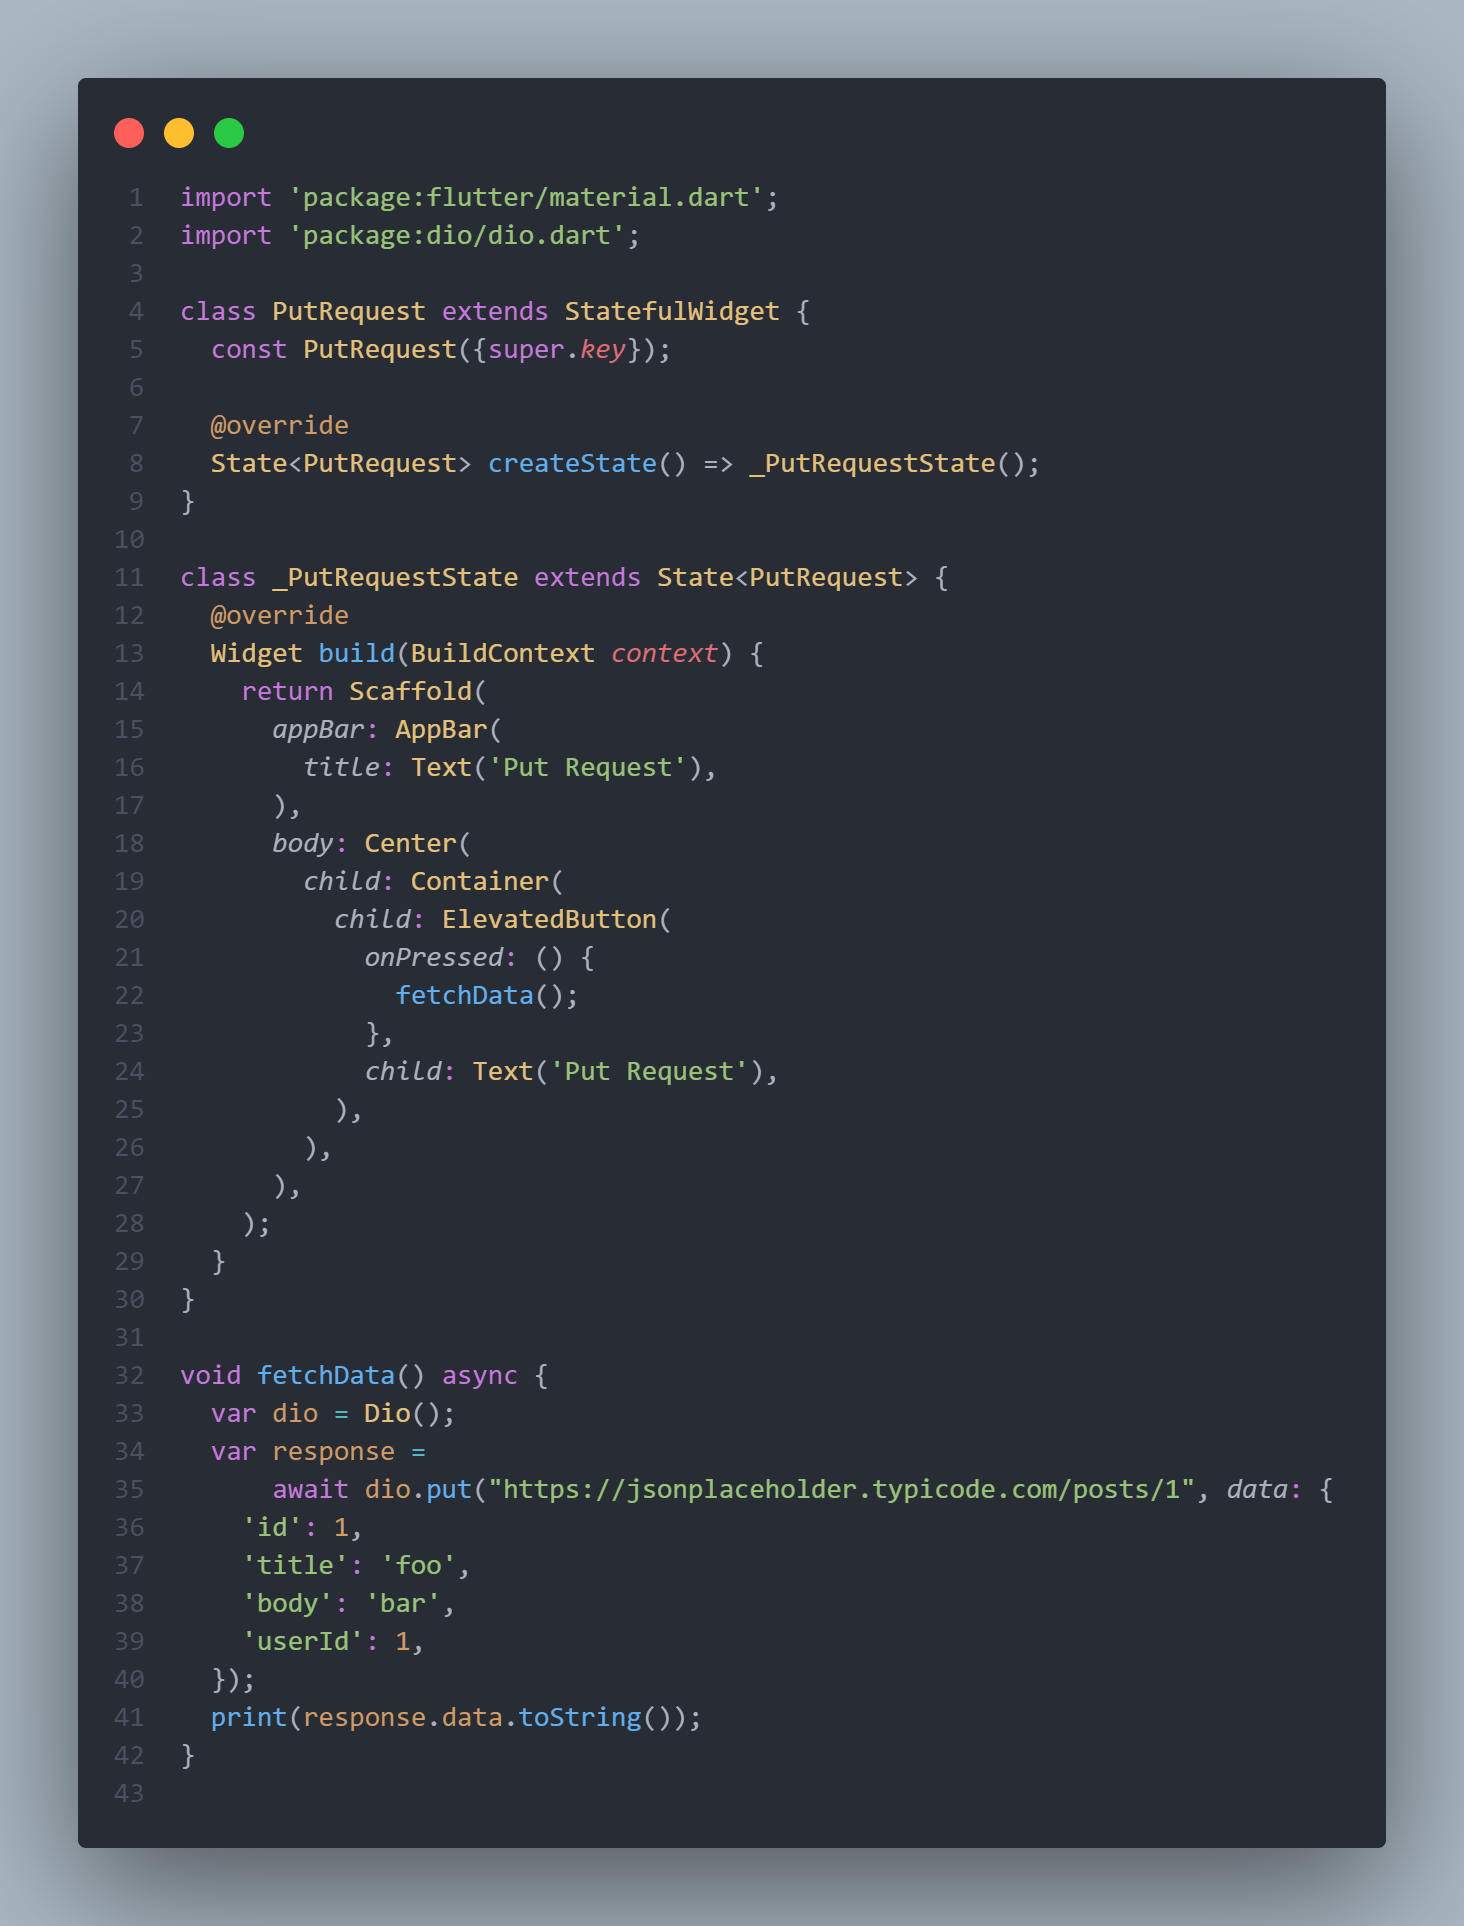 1 import 'package:flutter/material.dart';
2 import 'package:dio/dio.dart';
3
4 class PutRequest extends StatefulWidget {
5   const PutRequest({super.key});
6
7   @override
8   State<PutRequest> createState() => _PutRequestState();
9 }
10
11 class _PutRequestState extends State<PutRequest> {
12   @override
13   Widget build(BuildContext context) {
14     return Scaffold(
15       appBar: AppBar(
16         title: Text('Put Request'),
17       ),
18       body: Center(
19         child: Container(
20           child: ElevatedButton(
21             onPressed: () {
22               fetchData();
23             },
24             child: Text('Put Request'),
25           ),
26         ),
27       ),
28     );
29   }
30 }
31
32 void fetchData() async {
33   var dio = Dio();
34   var response =
35       await dio.put("https://jsonplaceholder.typicode.com/posts/1", data: {
36     'id': 1,
37     'title': 'foo',
38     'body': 'bar',
39     'userId': 1,
40   });
41   print(response.data.toString());
42 }
43